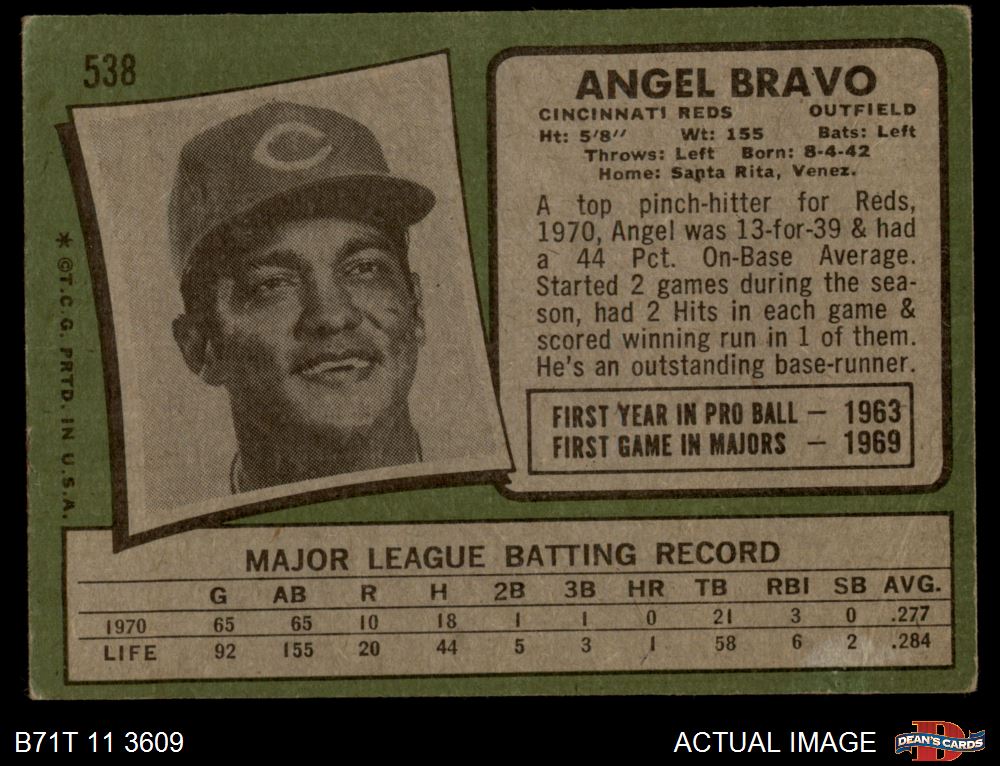 538
ANGEL BRAVO
CINCINNATI REDS OUTFIELD
Ht: 5'8" Wt: 155 Bats: Left
Throws: Left Born: 8-4-42
Home: Santa Rita, Venez.
A top pinch-hitter for Reds,
1970, Angel was 13-for-39 & had
a 44 Pct. On-Base Average.
Started 2 games during the sea-
son, had 2 Hits in each game &
scored winning run in 1 of them.
He's an outstanding base-runner.
FIRST YEAR IN PRO BALL — 1963
FIRST GAME IN MAJORS — 1969
* ©T.C.G. PRTD. IN U.S.A.
MAJOR LEAGUE BATTING RECORD
G AB R H 2B 3B HR TB RBI SB AVG.
1970 65 65 10 18 1 1 0 21 3 0 .277
LIFE 92 155 20 44 5 3 1 58 6 2 .284
B71T 11 3609
ACTUAL IMAGE
DEAN'S CARDS